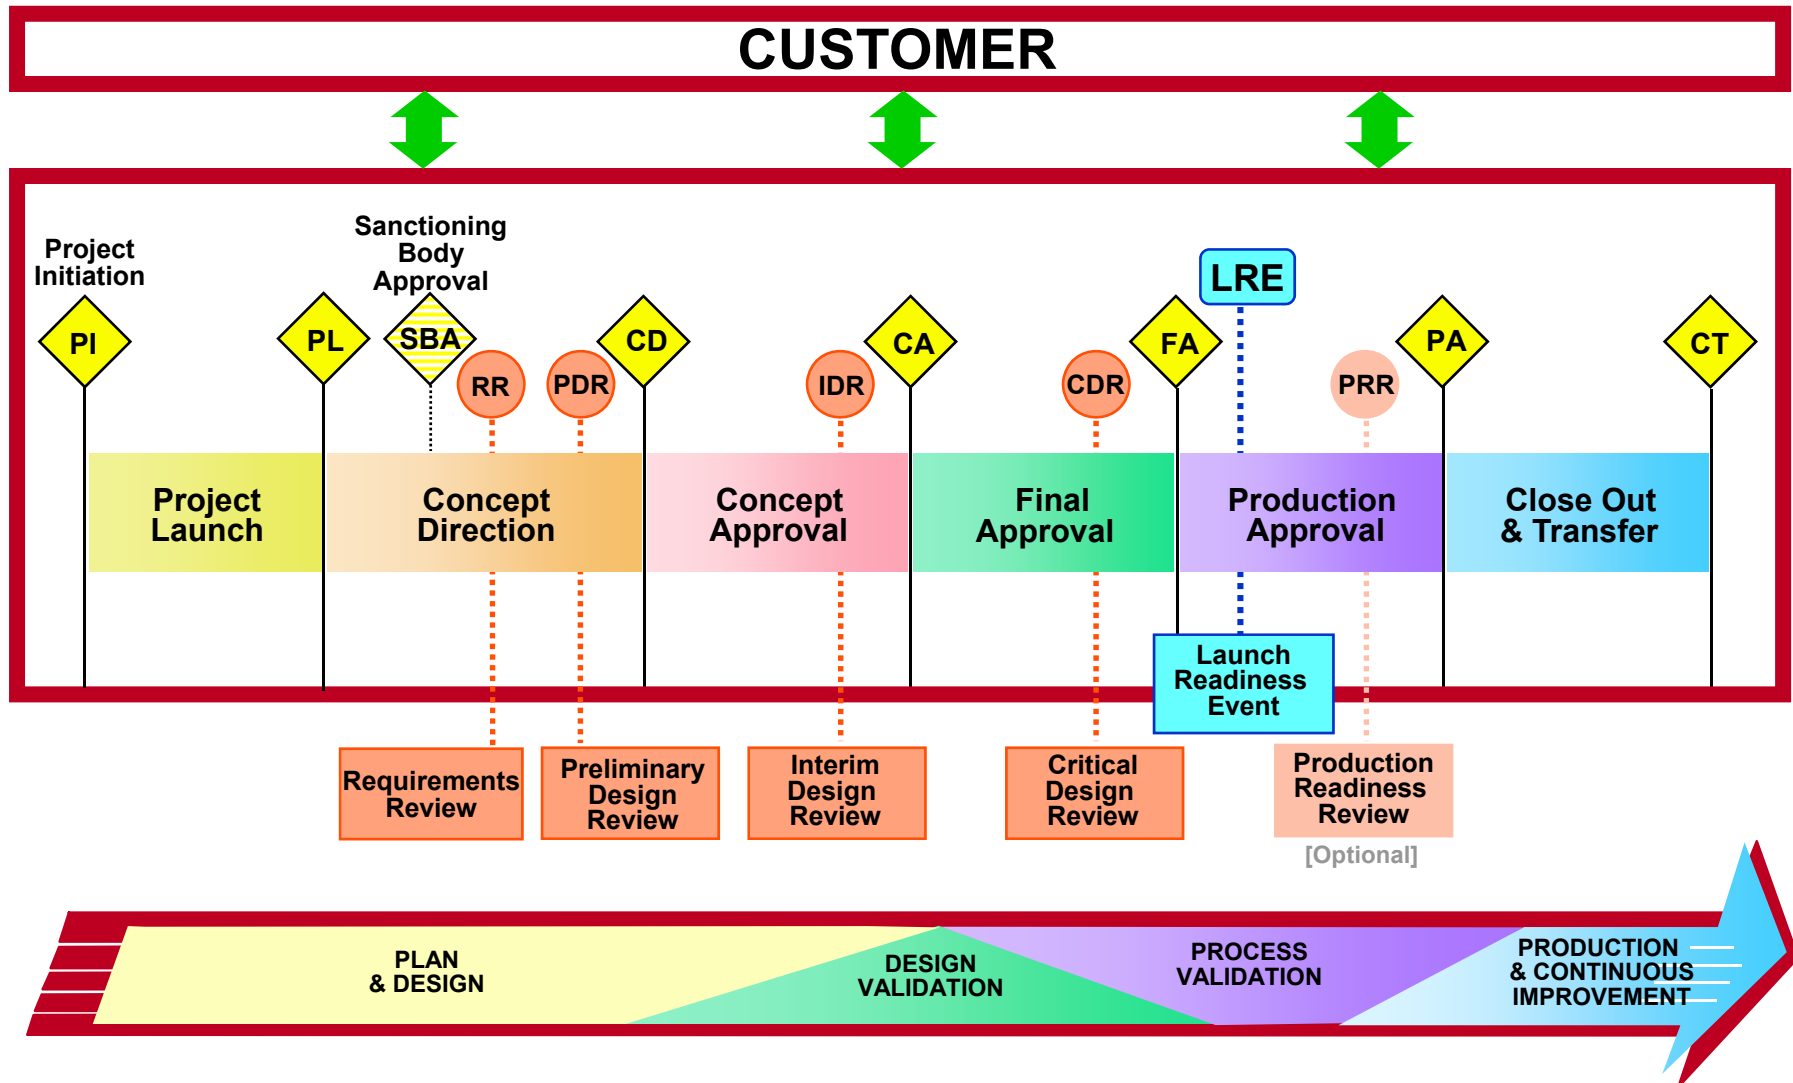 CUSTOMER
Project
Initiation
Sanctioning
Body
Approval
LRE
PI
PL
SBA
CD
CA
FA
PA
CT
RR
PDR
IDR
CDR
PRR
Project
Launch
Concept
Direction
Concept
Approval
Final
Approval
Production
Approval
Close Out
& Transfer
Launch
Readiness
Event
Requirements
Review
Preliminary
Design
Review
Interim
Design
Review
Critical
Design
Review
Production
Readiness
Review
[Optional]
PLAN
& DESIGN
DESIGN
VALIDATION
PROCESS
VALIDATION
PRODUCTION
& CONTINUOUS
IMPROVEMENT